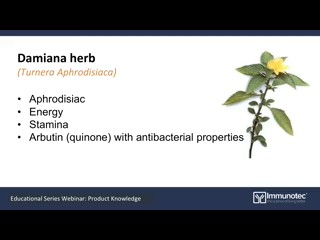 Damiana herb
(Turnera Aphrodisiaca)
• Aphrodisiac
• Energy
• Stamina
• Arbutin (quinone) with antibacterial properties
Educational Series Webinar: Product Knowledge
Immunotec